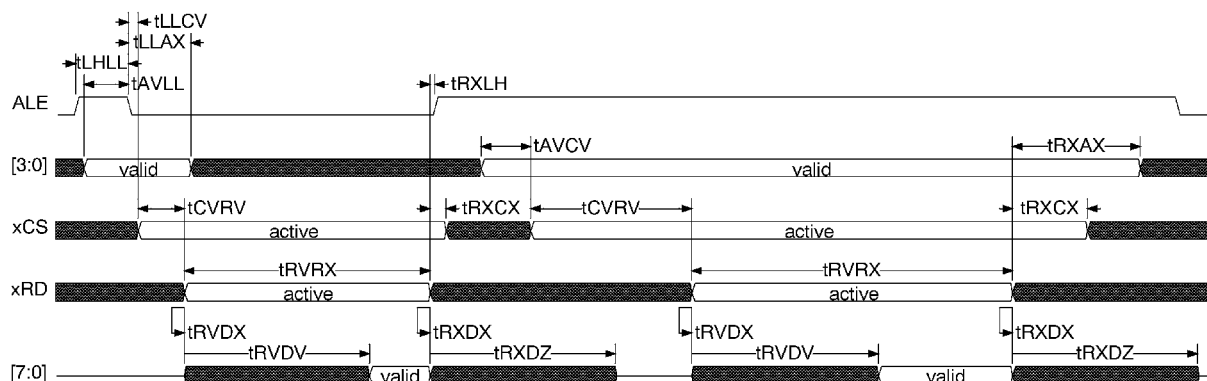 tLLCV
tLLAX
tLHLL
tAVLL
tRXLH
ALE
tAVCV
tRXAX
[3:0]
valid
valid
tCVRV
tRXCX
tCVRV
tRXCX
xCS
active
active
tRVRX
tRVRX
xRD
active
active
tRVDX
tRXDX
tRVDX
tRXDX
tRVDV
tRXDZ
tRVDV
tRXDZ
[7:0]
valid
valid